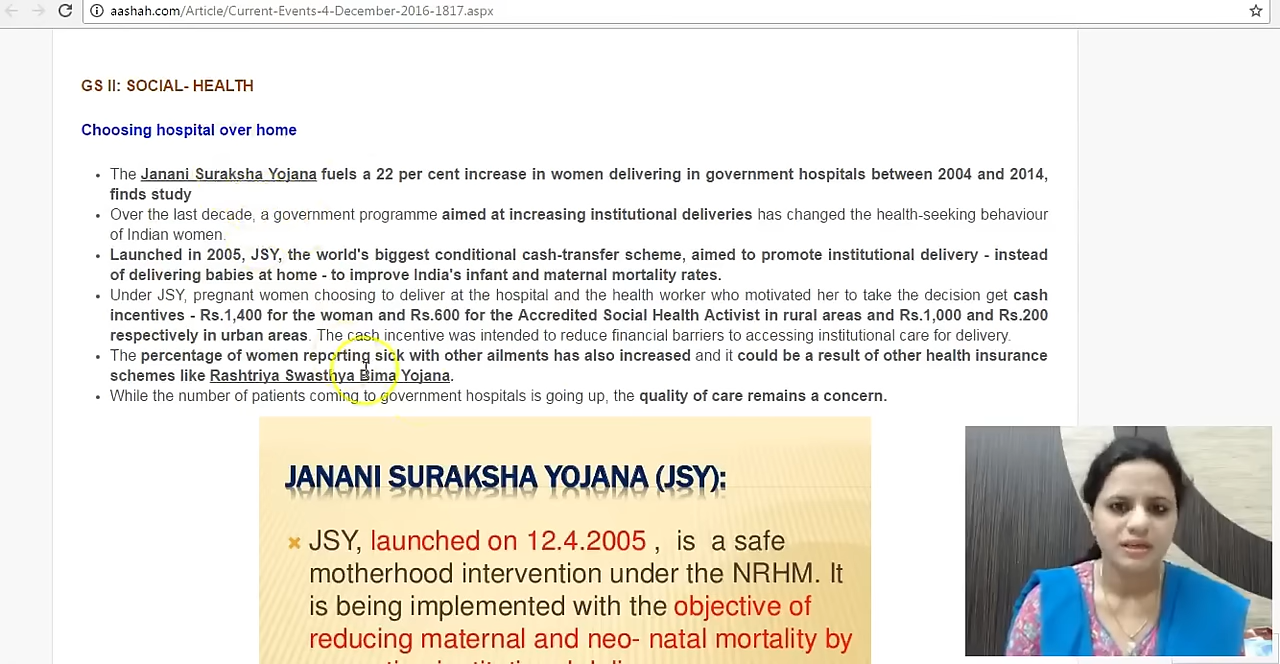 aashah.com/Article/Current-Events-4-December-2016-1817.aspx
GS II: SOCIAL- HEALTH
Choosing hospital over home
• The Janani Suraksha Yojana fuels a 22 per cent increase in women delivering in government hospitals between 2004 and 2014,
finds study
• Over the last decade, a government programme aimed at increasing institutional deliveries has changed the health-seeking behaviour
of Indian women.
• Launched in 2005, JSY, the world's biggest conditional cash-transfer scheme, aimed to promote institutional delivery - instead
of delivering babies at home - to improve India's infant and maternal mortality rates.
• Under JSY, pregnant women choosing to deliver at the hospital and the health worker who motivated her to take the decision get cash
incentives - Rs.1,400 for the woman and Rs.600 for the Accredited Social Health Activist in rural areas and Rs.1,000 and Rs.200
respectively in urban areas. The cash incentive was intended to reduce financial barriers to accessing institutional care for delivery.
• The percentage of women reporting sick with other ailments has also increased and it could be a result of other health insurance
schemes like Rashtriya Swasthya Bima Yojana.
• While the number of patients coming to government hospitals is going up, the quality of care remains a concern.
JANANI SURAKSHA YOJANA (JSY):
JSY, launched on 12.4.2005 , is a safe
motherhood intervention under the NRHM. It
is being implemented with the objective of
reducing maternal and neo- natal mortality by